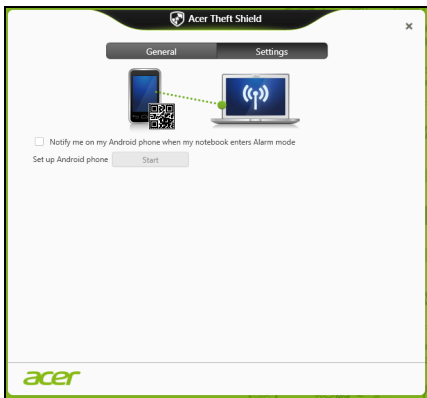 Acer Theft Shield
General Settings
Notify me on my Android phone when my notebook enters Alarm mode
Set up Android phone Start
acer